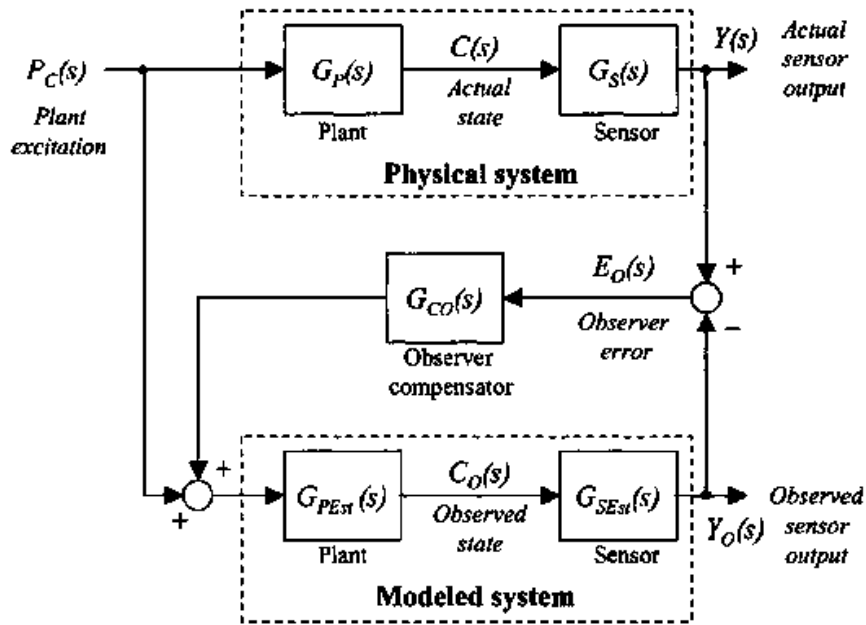 P_C(s)
Plant
excitation
G_P(s)
Plant
C(s)
Actual
state
G_S(s)
Sensor
Y(s)
Actual
sensor
output
Physical system
G_CO(s)
Observer
compensator
E_O(s)
Observer
error
+
−
+
+
G_PEst (s)
Plant
C_O(s)
Observed
state
G_SEst(s)
Sensor
Y_O(s)
Observed
sensor
output
Modeled system